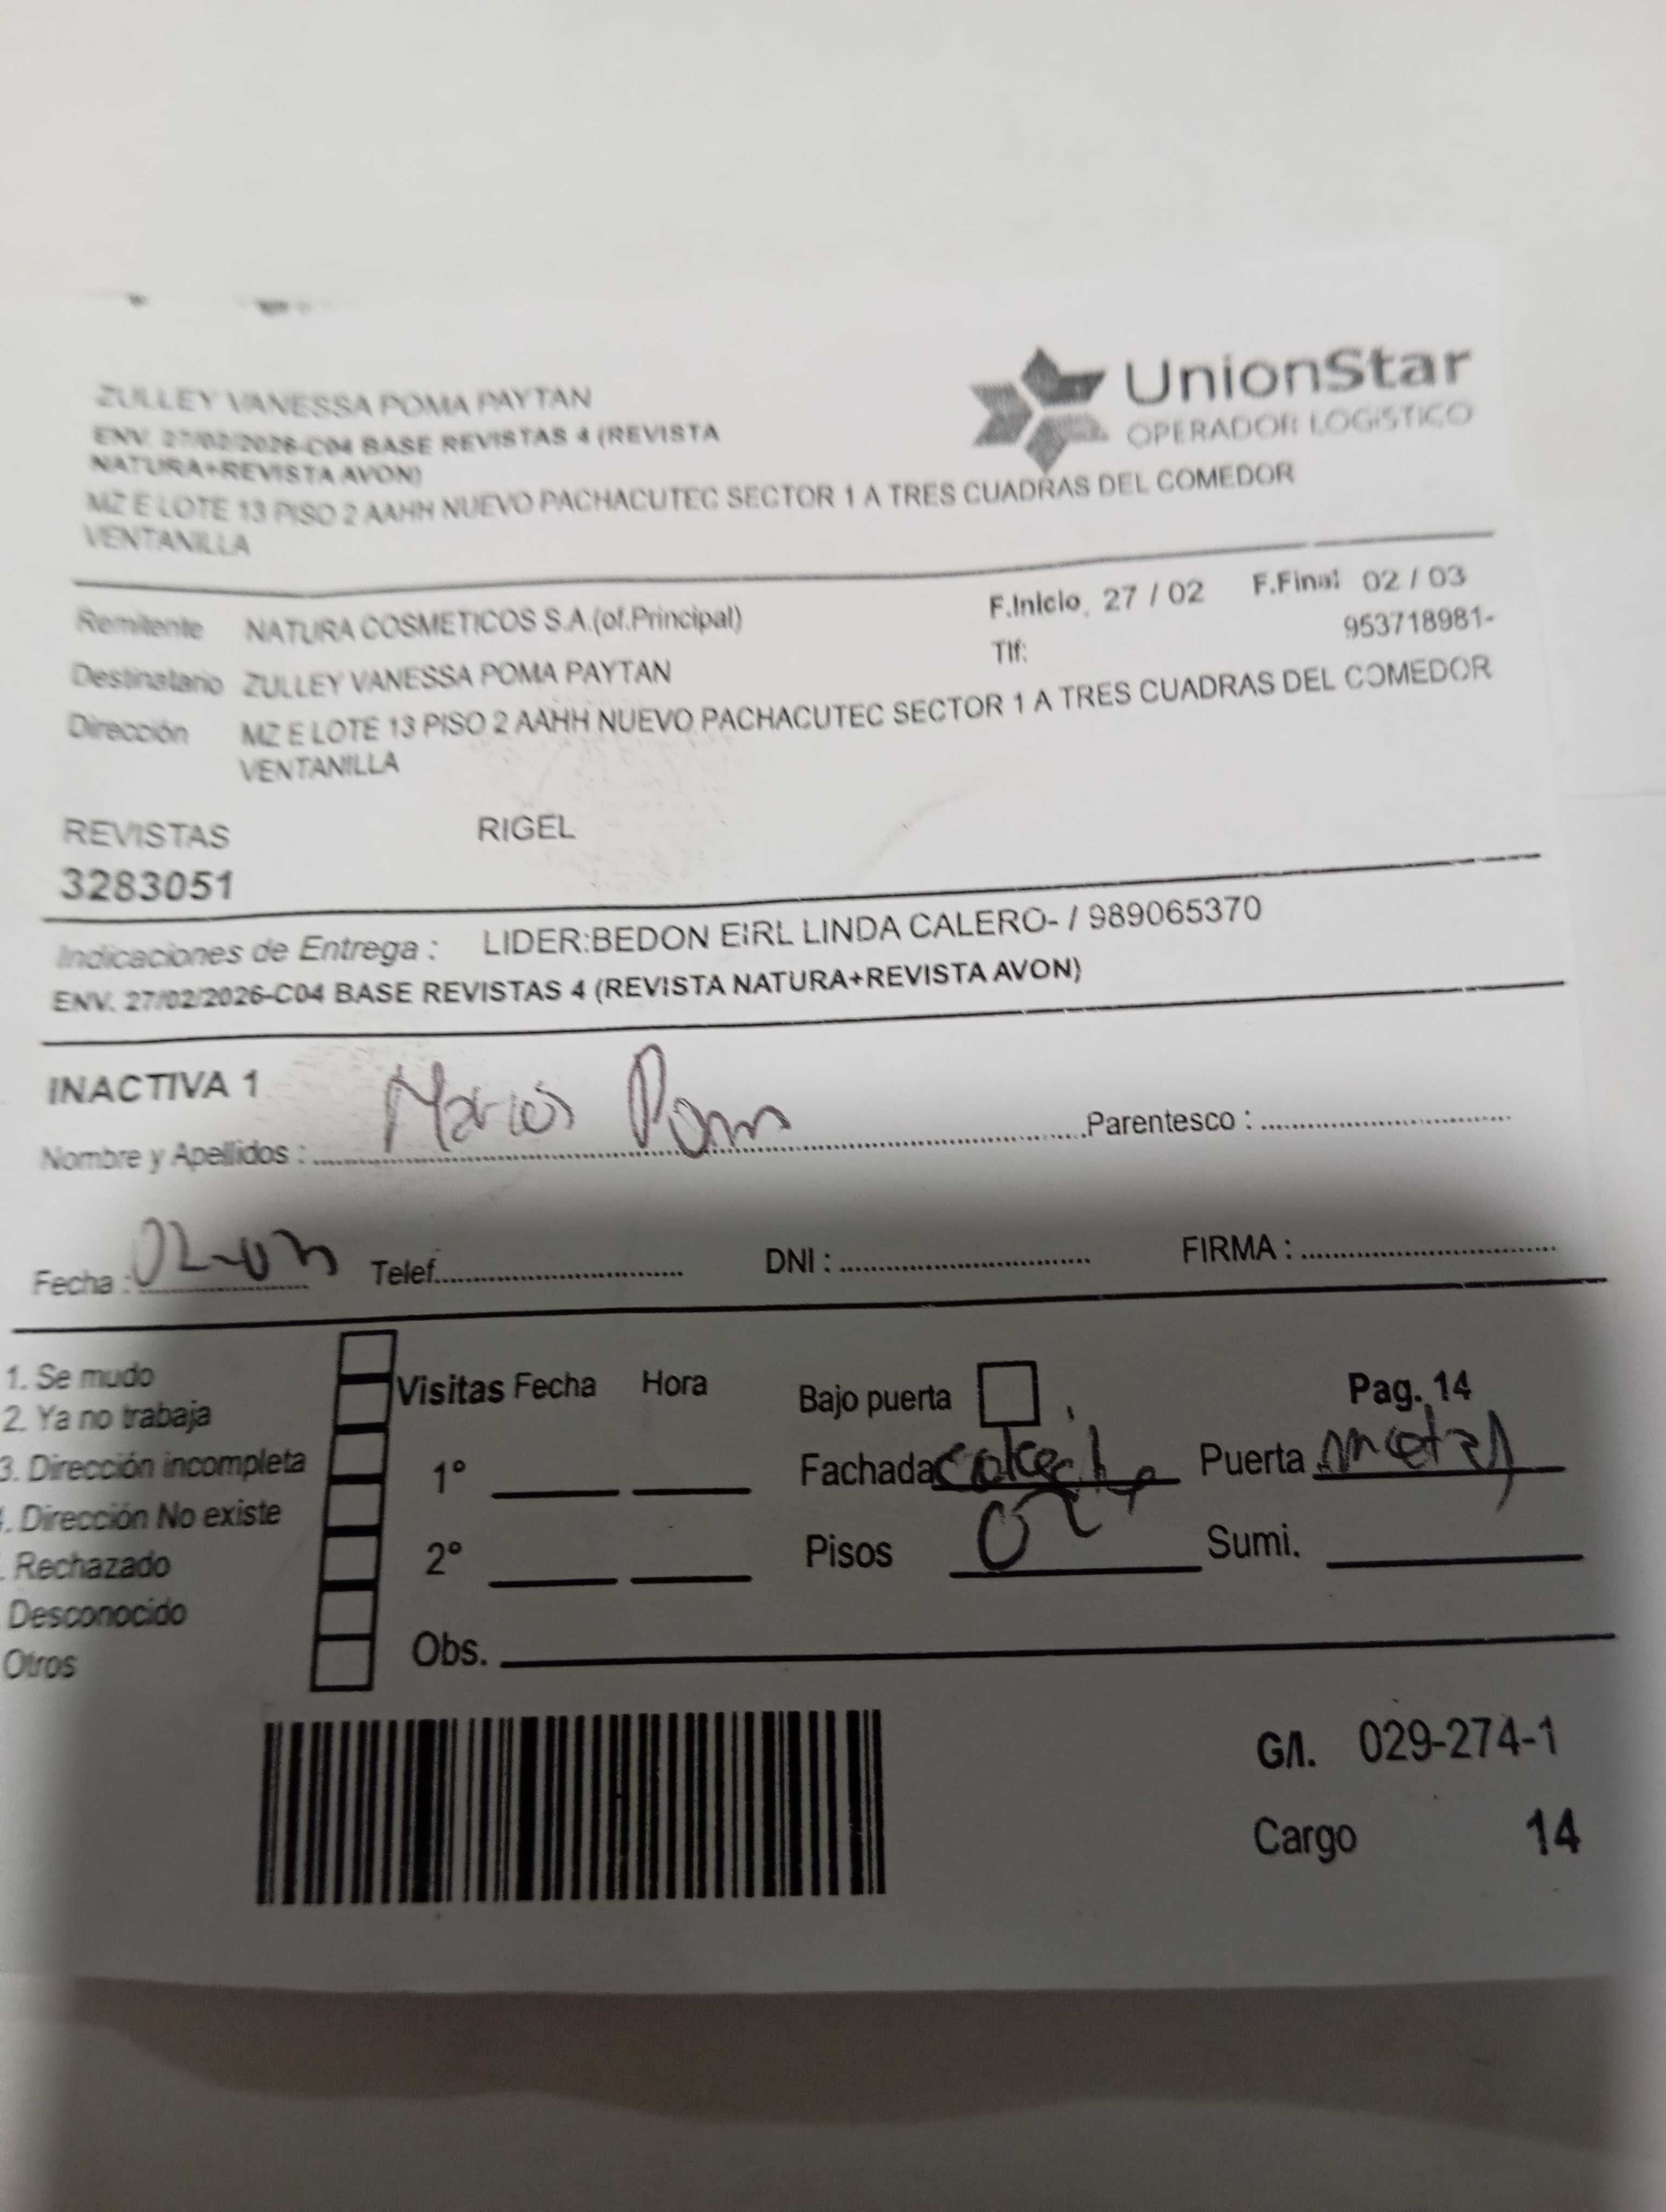 ZULLEY VANESSA POMA PAYTAN
ENV. 27/02/2026-C04 BASE REVISTAS 4 (REVISTA
NATURA+REVISTA AVON)
MZ E LOTE 13 PISO 2 AAHH NUEVO PACHACUTEC SECTOR 1 A TRES CUADRAS DEL COMEDOR
VENTANILLA
UnionStar
OPERADOR LOGÍSTICO
Remitente NATURA COSMETICOS S.A.(of.Principal)
F.Inicio. 27 / 02 F.Final 02 / 03
Tlf: 953718981-
Destinatario ZULLEY VANESSA POMA PAYTAN
Dirección MZ E LOTE 13 PISO 2 AAHH NUEVO PACHACUTEC SECTOR 1 A TRES CUADRAS DEL COMEDOR
VENTANILLA
REVISTAS RIGEL
3283051
Indicaciones de Entrega : LIDER:BEDON EIRL LINDA CALERO- / 989065370
ENV. 27/02/2026-C04 BASE REVISTAS 4 (REVISTA NATURA+REVISTA AVON)
INACTIVA 1
Nombre y Apellidos : Parentesco :
Fecha : 02-03 Telef. DNI : FIRMA :
1. Se mudo
2. Ya no trabaja
3. Dirección incompleta
. Dirección No existe
. Rechazado
Desconocido
Otros
Visitas Fecha Hora
1°
2°
Obs.
Bajo puerta Pag. 14
Fachada Puerta metal
Pisos 02 Sumi.
G/I. 029-274-1
Cargo 14